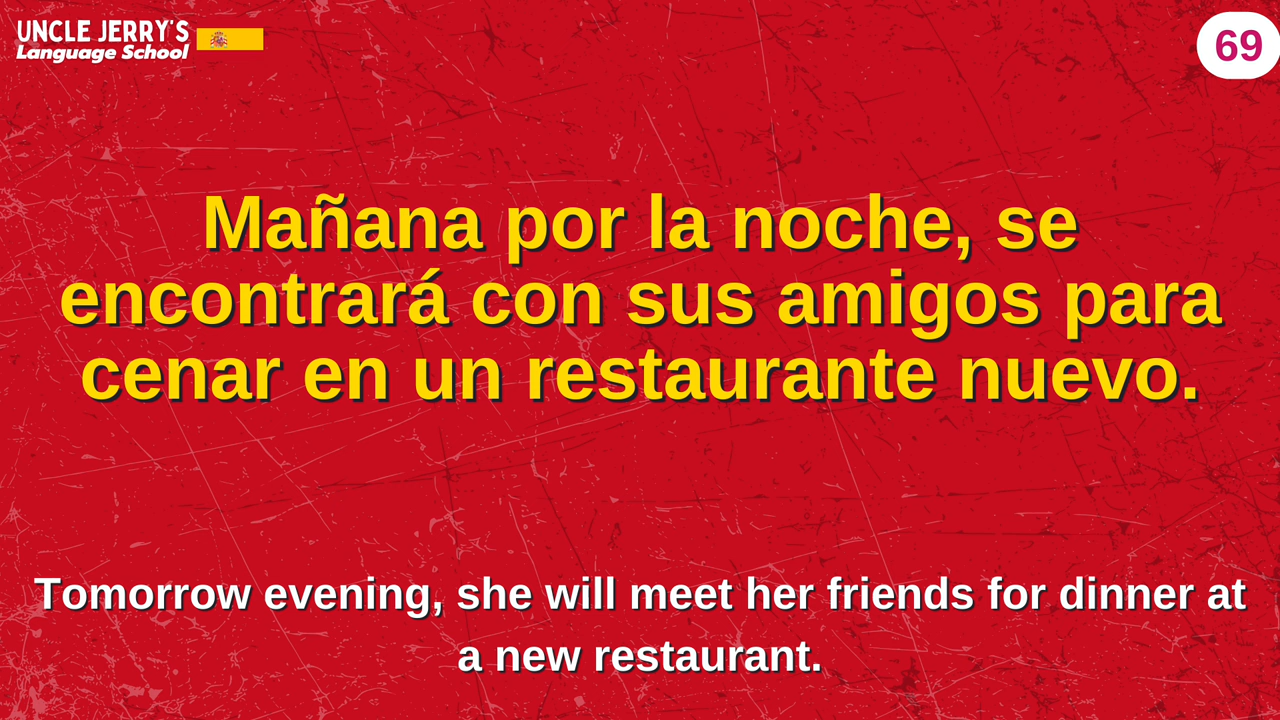 UNCLE JERRY'S
Language School
69
Mañana por la noche, se
encontrará con sus amigos para
cenar en un restaurante nuevo.
Tomorrow evening, she will meet her friends for dinner at
a new restaurant.